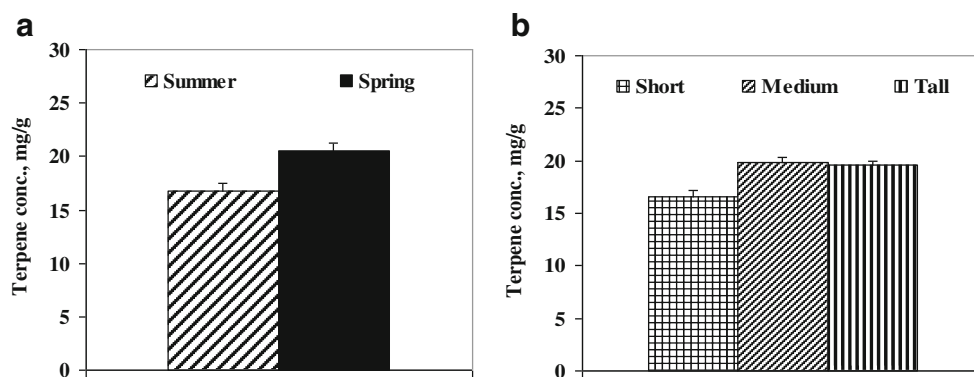 a
Terpene conc., mg/g
30
25
20
15
10
5
0
Summer
Spring
b
Terpene conc., mg/g
30
25
20
15
10
5
0
Short
Medium
Tall